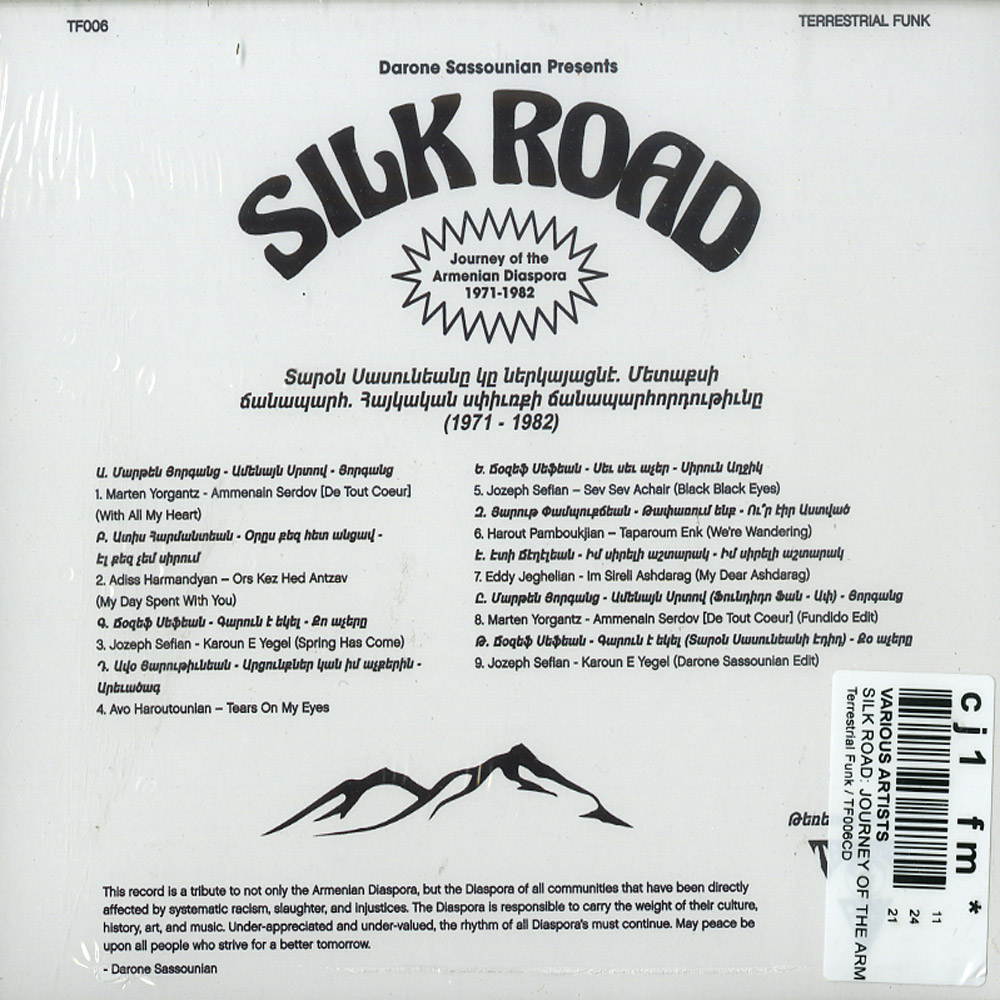 TF006
TERRESTRIAL FUNK
Darone Sassounian Presents
SILK ROAD
Journey of the
Armenian Diaspora
1971-1982
Տարօն Սասունեանը կը ներկայացնէ. Մետաքսի
ճանապարհ. Հայկական սփիւռքի ճանապարհորդութիւնը
(1971 - 1982)
Ա. Մարթեն Յորգանց - Ամենայն Սրտով - Յորգանց
1. Marten Yorgantz - Ammenain Serdov [De Tout Coeur]
(With All My Heart)
Բ. Ատիս Հարմանտեան - Օրըս քեզ հետ անցավ -
Էլ քեզ չեմ սիրում
2. Adiss Harmandyan – Ors Kez Hed Antzav
(My Day Spent With You)
Գ. Ճօզեֆ Սեֆեան - Գարուն է եկել - Քո աչերը
3. Jozeph Sefian - Karoun E Yegel (Spring Has Come)
Դ. Ավօ Յարութիւնեան - Արցունքներ կան իմ աչքերին -
Արեւածագ
4. Avo Haroutounian – Tears On My Eyes
Ե. Ճօզեֆ Սեֆեան - Սեւ սեւ աչեր - Սիրուն Աղջիկ
5. Jozeph Sefian – Sev Sev Achair (Black Black Eyes)
Զ. Յարութ Փամպուքճեան - Թափառում ենք - Ու՞ր էիր Աստված
6. Harout Pamboukjian – Taparoum Enk (We're Wandering)
Է. Էտի Ճէղէլեան - Իմ սիրելի աշտարակ - Իմ սիրելի աշտարակ
7. Eddy Jeghelian - Im Sireli Ashdarag (My Dear Ashdarag)
Ը. Մարթեն Յորգանց - Ամենայն Սրտով (Ֆունդիդո Ֆան - Ափ) - Յորգանց
8. Marten Yorgantz - Ammenain Serdov [De Tout Coeur] (Fundido Edit)
Թ. Ճօզեֆ Սեֆեան - Գարուն է եկել (Տարօն Սասունեանի Էդիդ) - Քօ աչերը
9. Jozeph Sefian - Karoun E Yegel (Darone Sassounian Edit)
This record is a tribute to not only the Armenian Diaspora, but the Diaspora of all communities that have been directly
affected by systematic racism, slaughter, and injustices. The Diaspora is responsible to carry the weight of their culture,
history, art, and music. Under-appreciated and under-valued, the rhythm of all Diaspora's must continue. May peace be
upon all people who strive for a better tomorrow.
- Darone Sassounian
cj1 fm *
11
24
21
VARIOUS ARTISTS
SILK ROAD: JOURNEY OF THE ARM
Terrestrial Funk / TF006CD